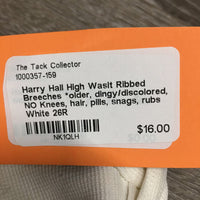 The Tack Collector
1000357-159
Harry Hall High Waist Ribbed
Breeches *older, dingy/discolored,
NO Knees, hair, pills, snags, rubs
White 26R
$16.00
NK1QLH